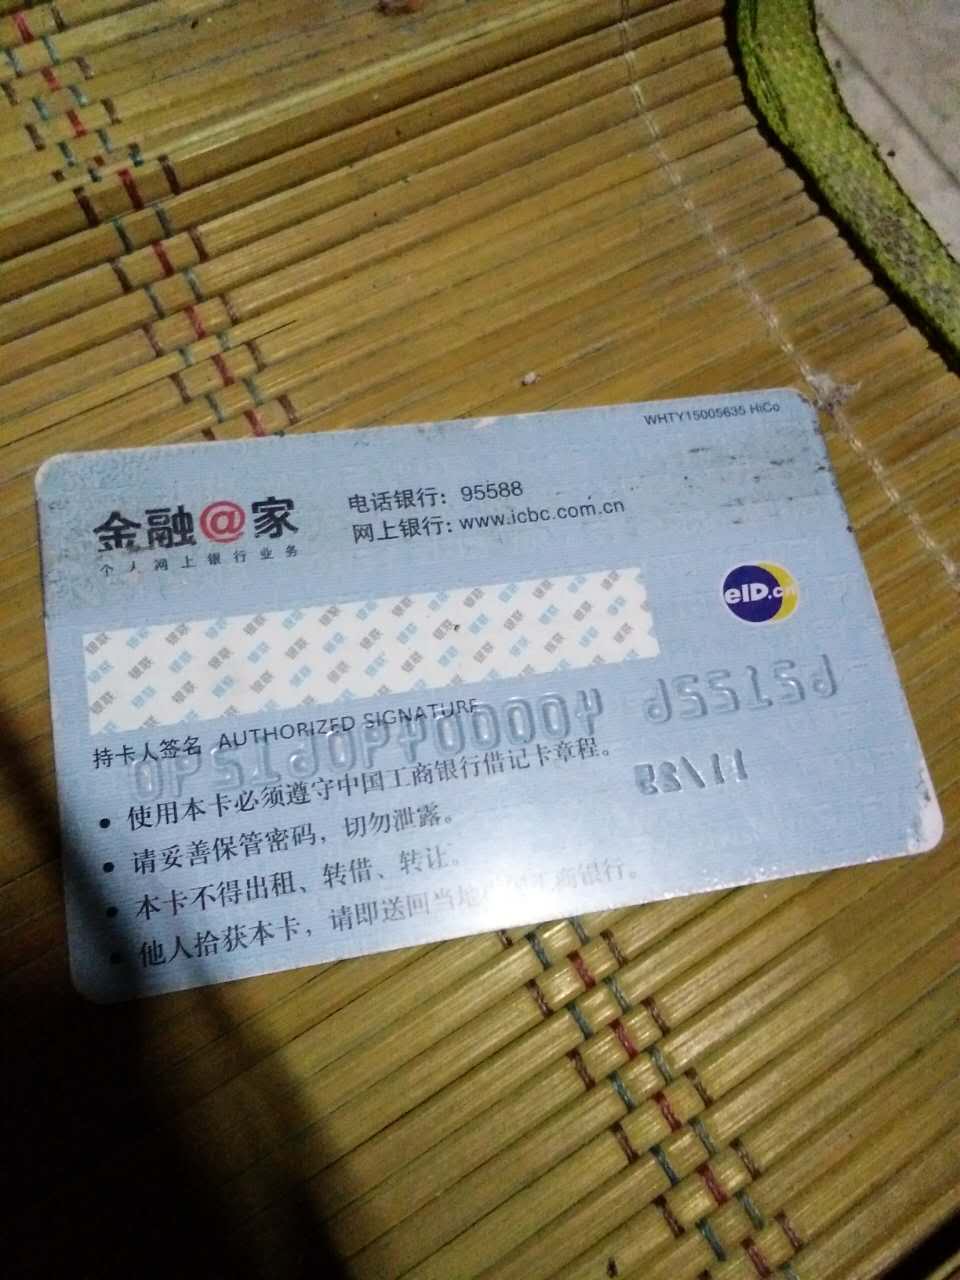 WHTY15005635 HiCo
金融@家
个人网上银行业务
电话银行: 95588
网上银行: www.icbc.com.cn
eID.cn
持卡人签名 AUTHORIZED SIGNATURE
• 使用本卡必须遵守中国工商银行借记卡章程。
• 请妥善保管密码，切勿泄露。
• 本卡不得出租、转借、转让。
• 他人拾获本卡，请即送回当地中国工商银行。